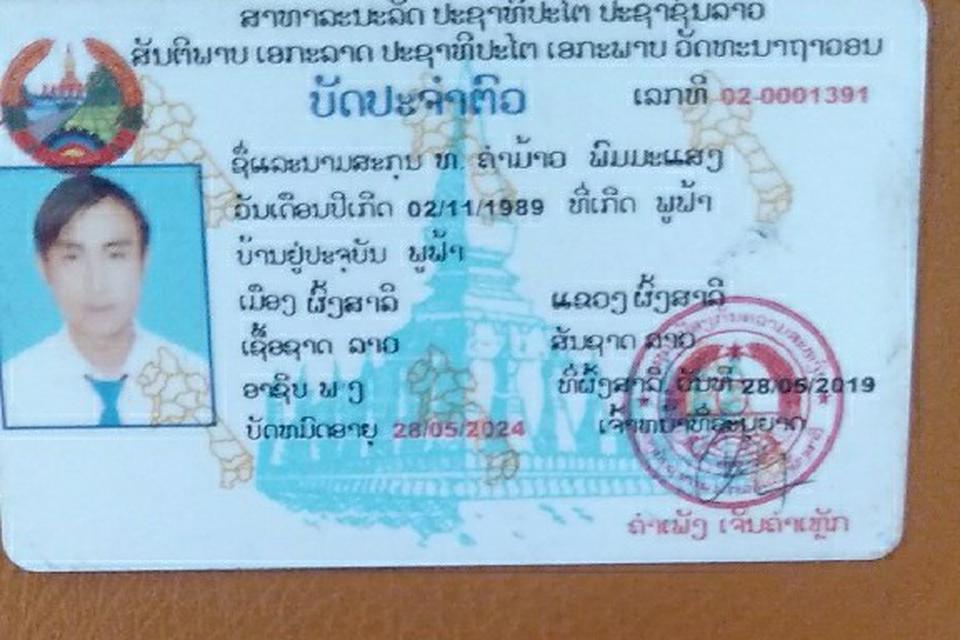 ສາທາລະນະລັດ ປະຊາທິປະໄຕ ປະຊາຊົນລາວ
ສັນຕິພາບ ເອກະລາດ ປະຊາທິປະໄຕ ເອກະພາບ ວັດທະນາຖາວອນ
ບັດປະຈຳຕົວ ເລກທີ 02-0001391
ຊື່ແລະນາມສະກຸນ ທ. ຄຳມ້າວ ພົມມະແສງ
ວັນເດືອນປີເກີດ 02/11/1989 ທີ່ເກີດ ພູຟ້າ
ບ້ານຢູ່ປະຈຸບັນ ພູຟ້າ
ເມືອງ ຜົ້ງສາລີ ແຂວງ ຜົ້ງສາລີ
ເຊື້ອຊາດ ລາວ ສັນຊາດ ລາວ
ອາຊີບ ພ ງ ທີ່ຜົ້ງສາລີ, ວັນທີ 28/05/2019
ບັດຫມົດອາຍຸ 28/05/2024 ເຈົ້າຫນ້າທີ່ອະນຸຍາດ
ຄຳເພັງ